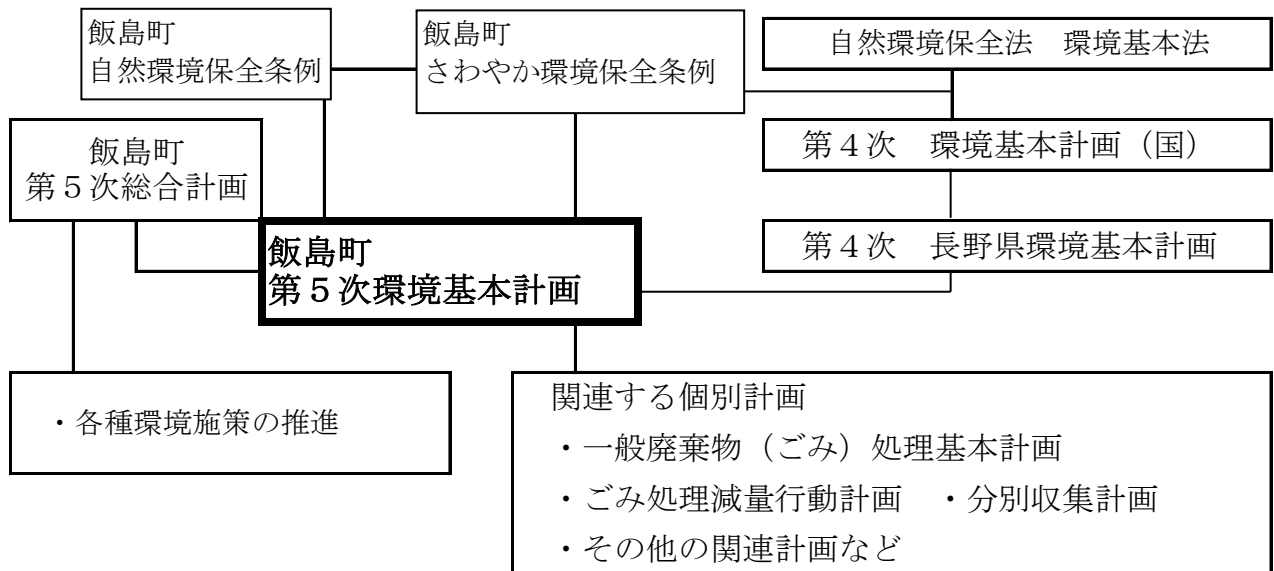 飯島町
自然環境保全条例
飯島町
さわやか環境保全条例
自然環境保全法　環境基本法
飯島町
第５次総合計画
第４次　環境基本計画（国）
飯島町
第５次環境基本計画
第４次　長野県環境基本計画
・各種環境施策の推進
関連する個別計画
・一般廃棄物（ごみ）処理基本計画
・ごみ処理減量行動計画　・分別収集計画
・その他の関連計画など